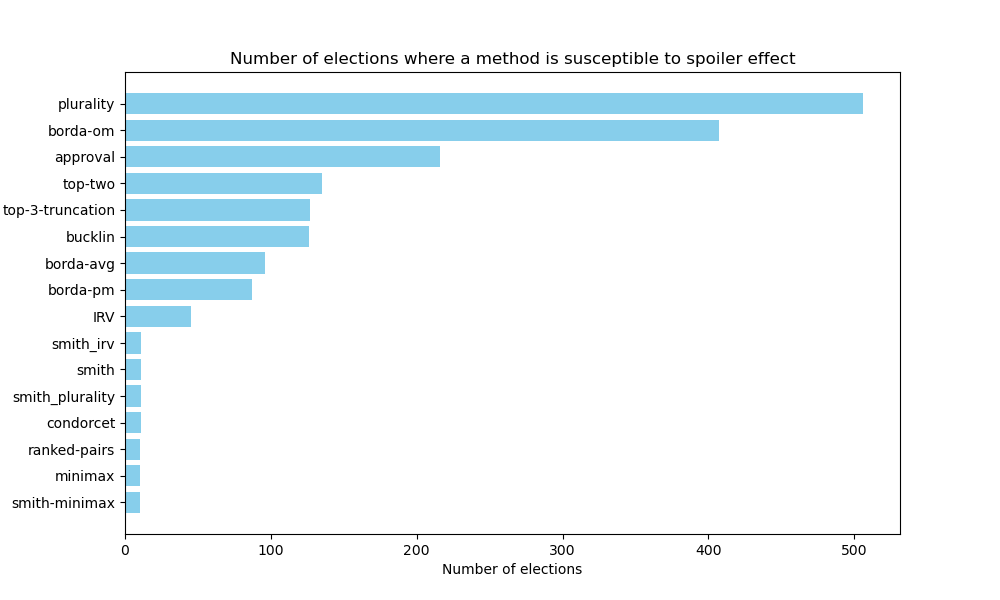 Number of elections where a method is susceptible to spoiler effect
plurality
borda-om
approval
top-two
top-3-truncation
bucklin
borda-avg
borda-pm
IRV
smith_irv
smith
smith_plurality
condorcet
ranked-pairs
minimax
smith-minimax
0 100 200 300 400 500
Number of elections